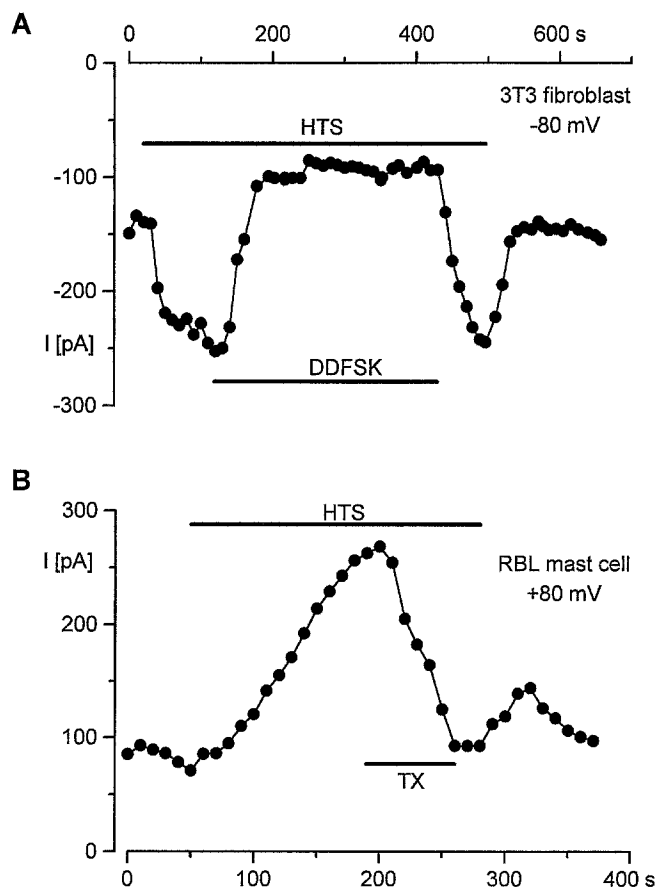 A
0 200 400 600 s
0
3T3 fibroblast
-80 mV
HTS
-100
-200
I [pA]
DDFSK
-300
B
300
HTS
I [pA]
RBL mast cell
+80 mV
200
100
TX
0
0 100 200 300 400 s